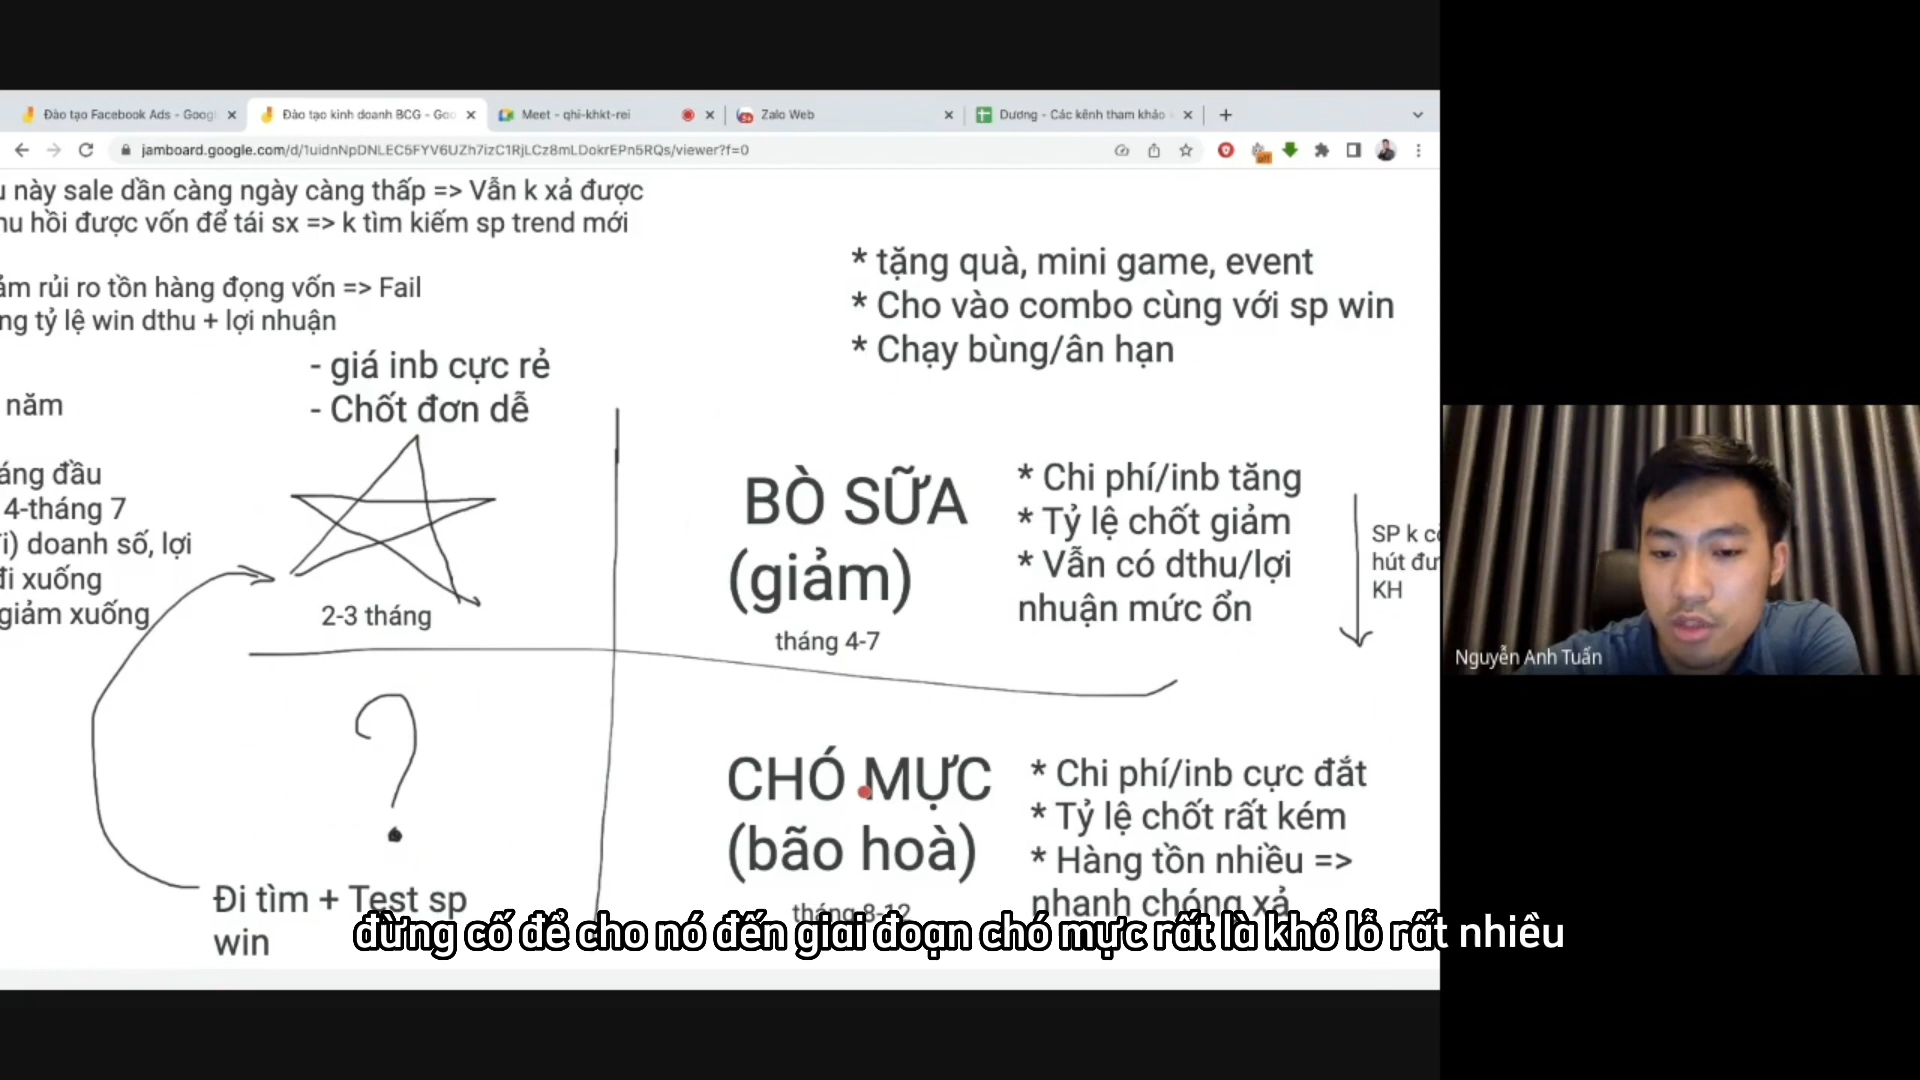 Đào tạo Facebook Ads - Googl
Đào tạo kinh doanh BCG - Goo
Meet - qhi-khkt-rei
Zalo Web
Dương - Các kênh tham khảo
jamboard.google.com/d/1uidnNpDNLEC5FYV6UZh7izC1RjLCz8mLDokrEPn5RQs/viewer?f=0
này sale dần càng ngày càng thấp => Vẫn k xả được
hồi được vốn để tái sx => k tìm kiếm sp trend mới
rủi ro tồn hàng đọng vốn => Fail
tỷ lệ win dthu + lợi nhuận
* tặng quà, mini game, event
* Cho vào combo cùng với sp win
* Chạy bùng/ân hạn
- giá inb cực rẻ
- Chốt đơn dễ
năm
đầu
4-tháng 7
doanh số, lợi
đi xuống
giảm xuống
2-3 tháng
BÒ SỮA
(giảm)
tháng 4-7
* Chi phí/inb tăng
* Tỷ lệ chốt giảm
* Vẫn có dthu/lợi
nhuận mức ổn
SP k
hút
KH
?
Đi tìm + Test sp
win
CHÓ MỰC
(bão hoà)
tháng 8-12
* Chi phí/inb cực đắt
* Tỷ lệ chốt rất kém
* Hàng tồn nhiều =>
nhanh chóng xả
đừng cố để cho nó đến giai đoạn chó mực rất là khổ lỗ rất nhiều
Nguyễn Anh Tuấn